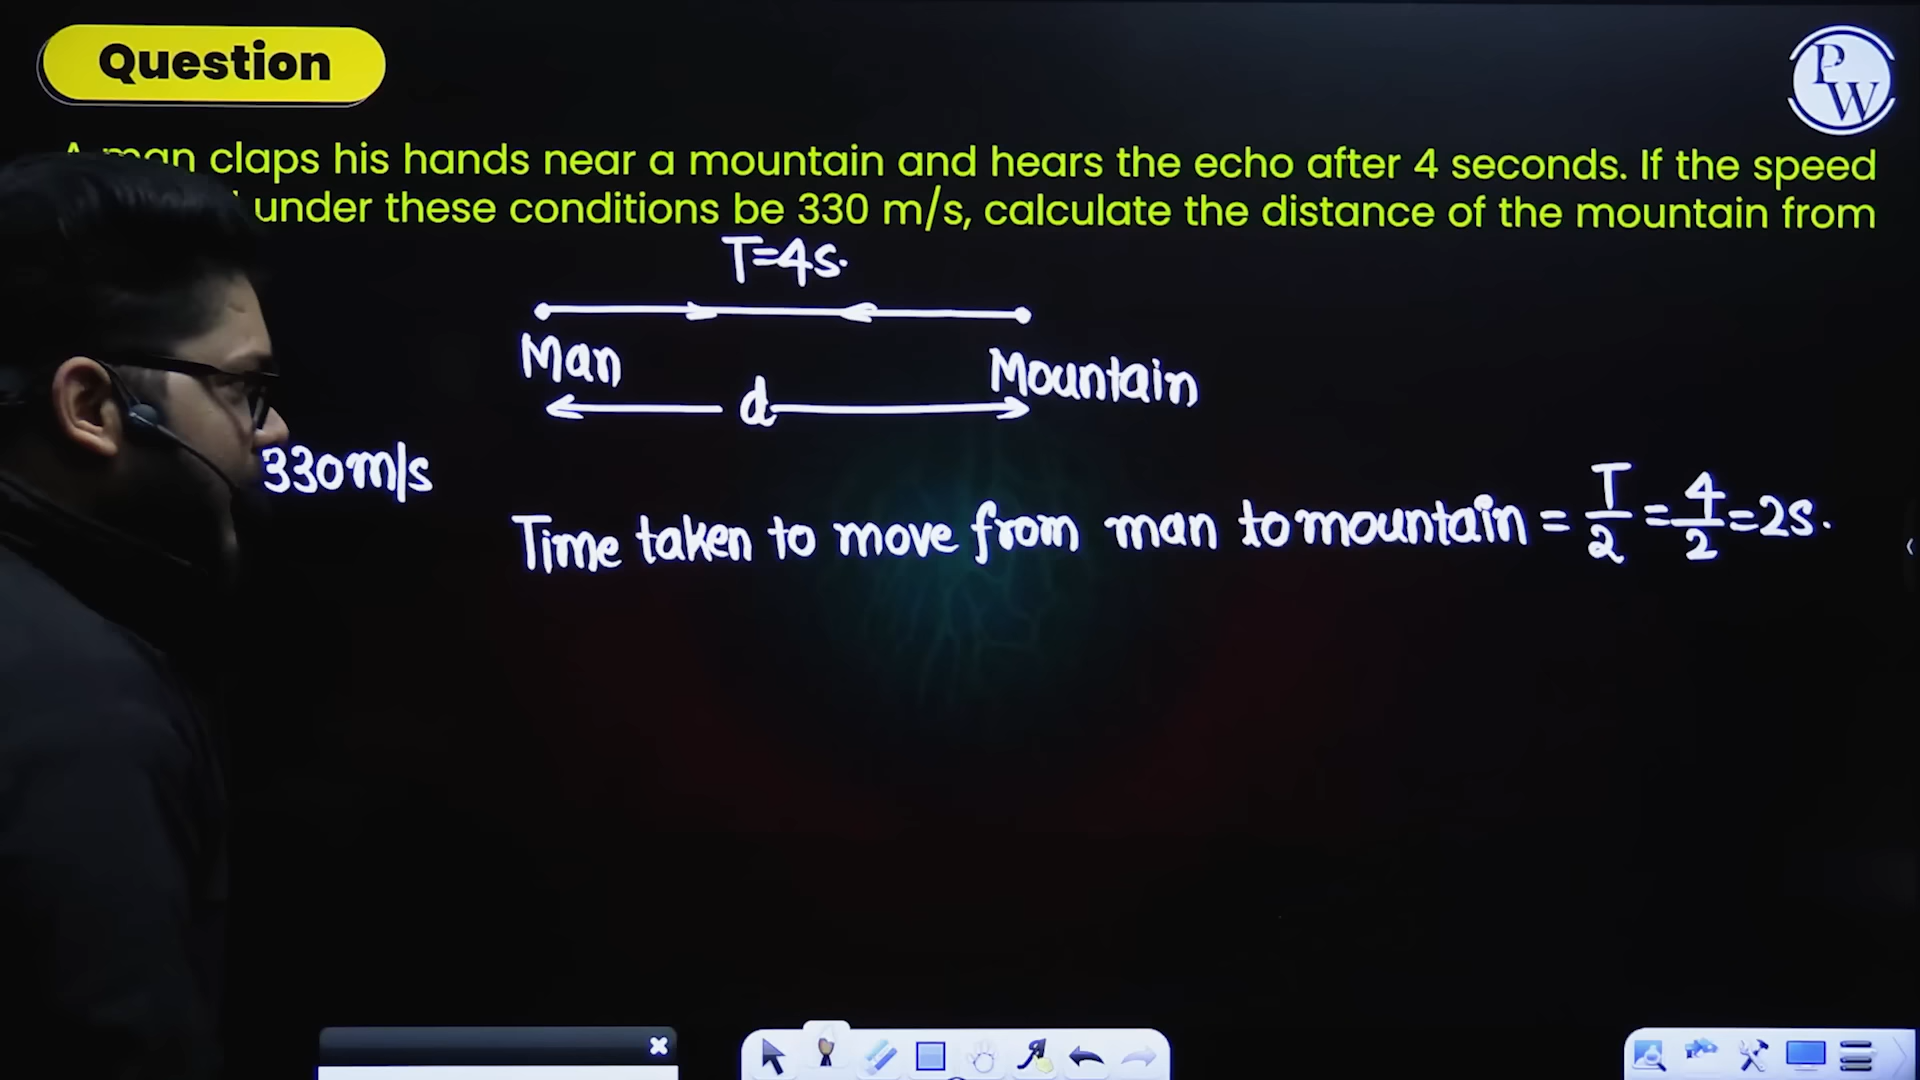 Question
PW
man claps his hands near a mountain and hears the echo after 4 seconds. If the speed
under these conditions be 330 m/s, calculate the distance of the mountain from
T=4s.
Man
Mountain
d
330m/s
Time taken to move from man to mountain = T/2 = 4/2 = 2s.